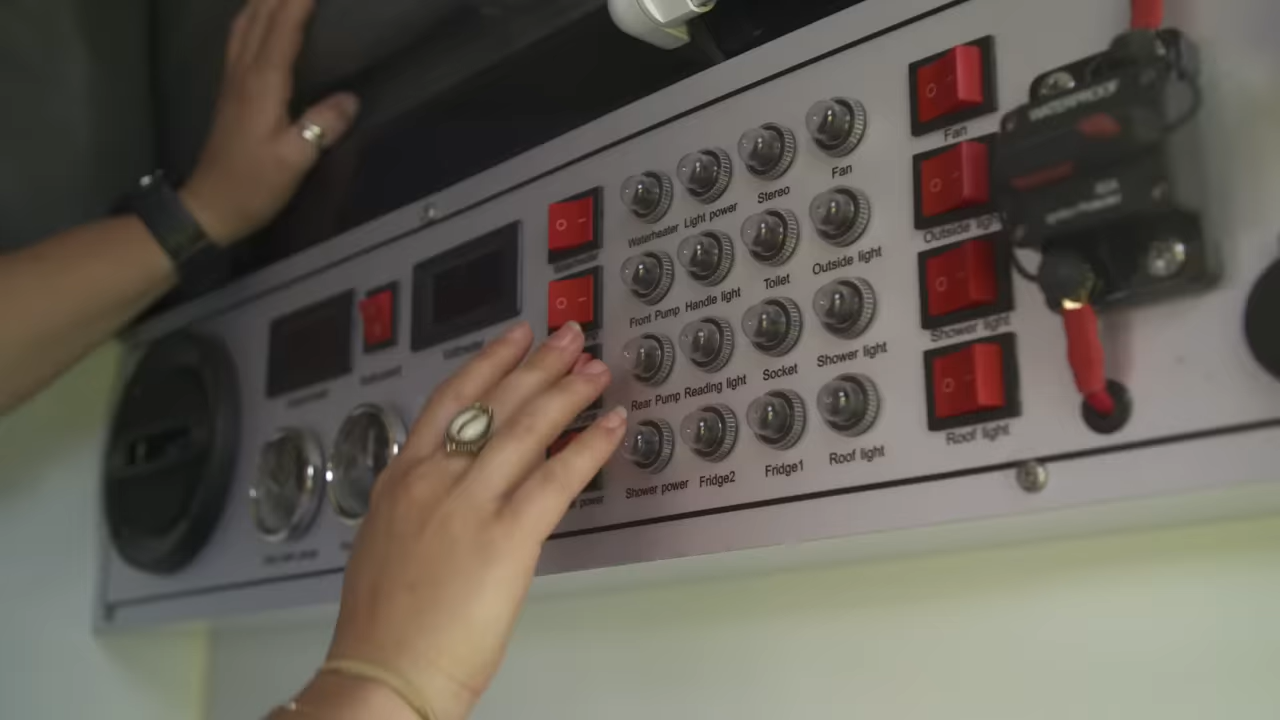 Waterheater Light power Stereo Fan
Fan
Front Pump Handle light Toilet Outside light
Outside light
Rear Pump Reading light Socket Shower light
Shower light
Shower power Fridge2 Fridge1 Roof light
Roof light
power
WATERPROOF